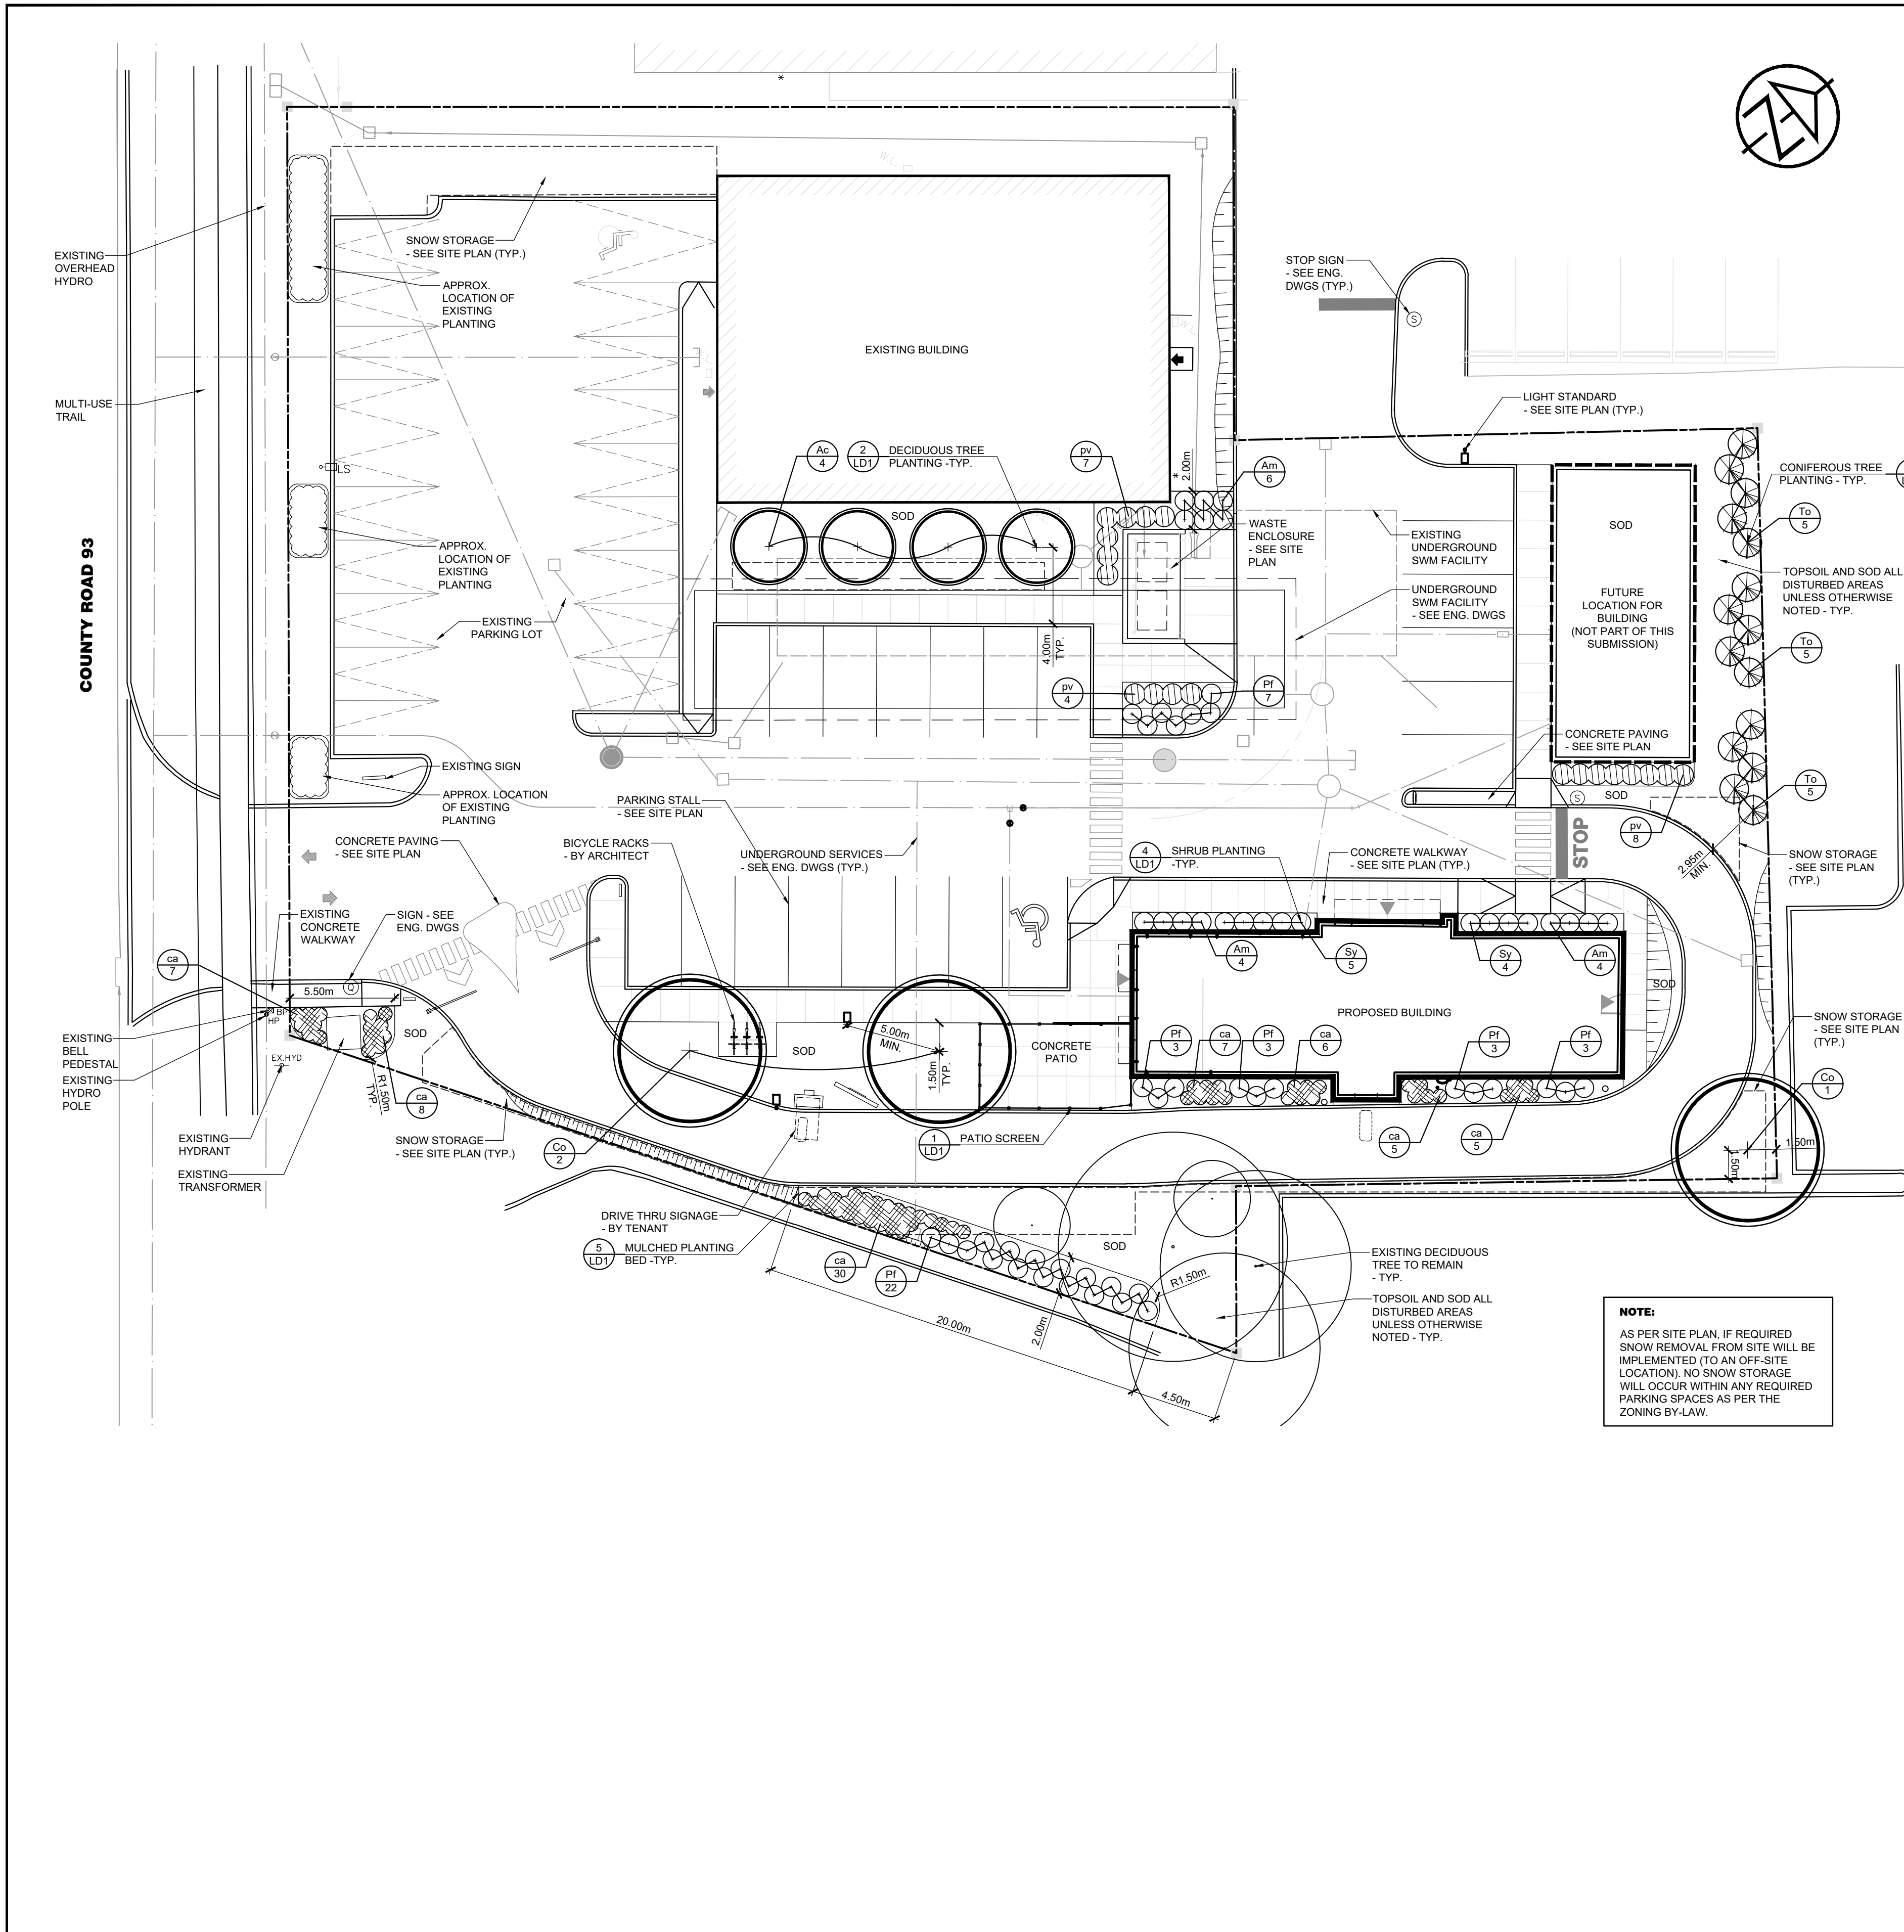 EXISTING
OVERHEAD
HYDRO
SNOW STORAGE
- SEE SITE PLAN (TYP.)
APPROX.
LOCATION OF
EXISTING
PLANTING
EXISTING BUILDING
W.L.
W.L.
W.L.
STOP SIGN
- SEE ENG.
DWGS (TYP.)
S
MULTI-USE
TRAIL
LIGHT STANDARD
- SEE SITE PLAN (TYP.)
LS
Ac
4
2
LD1
DECIDUOUS TREE
PLANTING -TYP.
pv
7
2.00m
Am
6
CONIFEROUS TREE
PLANTING - TYP.
SOD
WASTE
ENCLOSURE
- SEE SITE
PLAN
EXISTING
UNDERGROUND
SWM FACILITY
SOD
To
5
COUNTY ROAD 93
APPROX.
LOCATION OF
EXISTING
PLANTING
UNDERGROUND
SWM FACILITY
- SEE ENG. DWGS
FUTURE
LOCATION FOR
BUILDING
(NOT PART OF THIS
SUBMISSION)
TOPSOIL AND SOD ALL
DISTURBED AREAS
UNLESS OTHERWISE
NOTED - TYP.
EXISTING
PARKING LOT
4.00m
TYP.
To
5
pv
4
Pf
7
CONCRETE PAVING
- SEE SITE PLAN
EXISTING SIGN
APPROX. LOCATION
OF EXISTING
PLANTING
PARKING STALL
- SEE SITE PLAN
S
SOD
To
5
pv
8
STOP
2.95m
MIN.
CONCRETE PAVING
- SEE SITE PLAN
BICYCLE RACKS
- BY ARCHITECT
UNDERGROUND SERVICES
- SEE ENG. DWGS (TYP.)
4
LD1
SHRUB PLANTING
-TYP.
CONCRETE WALKWAY
- SEE SITE PLAN (TYP.)
SNOW STORAGE
- SEE SITE PLAN
(TYP.)
EXISTING
CONCRETE
WALKWAY
SIGN - SEE
ENG. DWGS
ca
7
Am
4
Sy
5
Sy
4
Am
4
5.50m
Q
BP
HP
SOD
SOD
PROPOSED BUILDING
SNOW STORAGE
- SEE SITE PLAN
(TYP.)
EXISTING
BELL
PEDESTAL
EX.HYD
SOD
5.00m
MIN.
1.50m
TYP.
CONCRETE
PATIO
Pf
3
ca
7
Pf
3
ca
6
Pf
3
Pf
3
EXISTING
HYDRO
POLE
R1.50m
TYP.
ca
8
Co
1
EXISTING
HYDRANT
SNOW STORAGE
- SEE SITE PLAN (TYP.)
Co
2
1
LD1
PATIO SCREEN
ca
5
ca
5
1.50m
1.50m
EXISTING
TRANSFORMER
DRIVE THRU SIGNAGE
- BY TENANT
5
LD1
MULCHED PLANTING
BED -TYP.
ca
30
Pf
22
SOD
R1.50m
EXISTING DECIDUOUS
TREE TO REMAIN
- TYP.
TOPSOIL AND SOD ALL
DISTURBED AREAS
UNLESS OTHERWISE
NOTED - TYP.
20.00m
2.00m
4.50m
NOTE:
AS PER SITE PLAN, IF REQUIRED
SNOW REMOVAL FROM SITE WILL BE
IMPLEMENTED (TO AN OFF-SITE
LOCATION). NO SNOW STORAGE
WILL OCCUR WITHIN ANY REQUIRED
PARKING SPACES AS PER THE
ZONING BY-LAW.